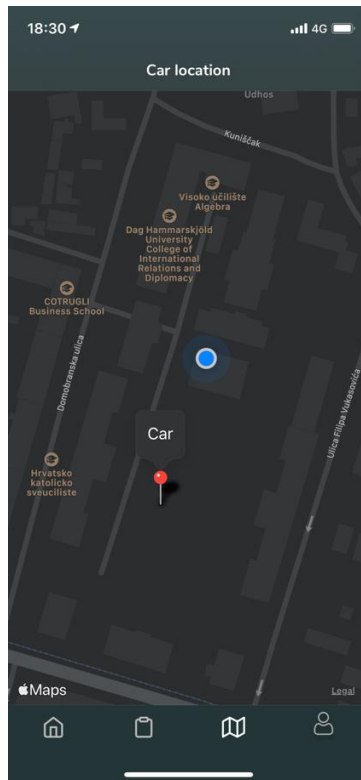 18:30
4G
Car location
Udhos
Kuniščak
Visoko učilište
Algebra
Dag Hammarskjöld
University
College of
International
Relations and
Diplomacy
COTRUGLI
Business School
Domobranska ulica
Ulica Filipa Vukasovića
Car
Hrvatsko
katolicko
sveuciliste
Maps
Legal